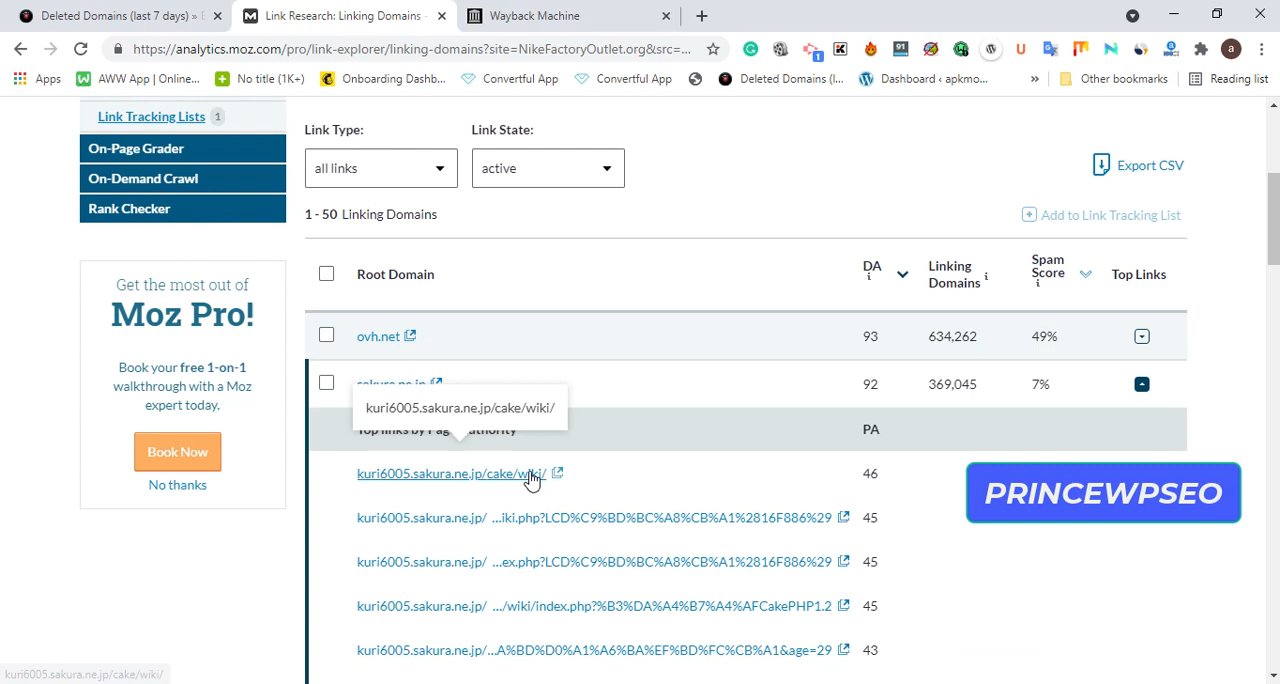 Deleted Domains (last 7 days) » E
Link Research: Linking Domains -
Wayback Machine
https://analytics.moz.com/pro/link-explorer/linking-domains?site=NikeFactoryOutlet.org&src=...
Apps
AWW App | Online...
No title (1K+)
Onboarding Dashb...
Convertful App
Convertful App
Deleted Domains (l...
Dashboard ‹ apkmo...
»
Other bookmarks
Reading list
Link Tracking Lists 1
On-Page Grader
On-Demand Crawl
Rank Checker
Get the most out of
Moz Pro!
Book your free 1-on-1
walkthrough with a Moz
expert today.
Book Now
No thanks
Link Type:
Link State:
all links
active
Export CSV
1 - 50 Linking Domains
Add to Link Tracking List
Root Domain
DA
i
Linking
Domains i
Spam
Score
i
Top Links
ovh.net 93 634,262 49%
sakura.ne.jp 92 369,045 7%
kuri6005.sakura.ne.jp/cake/wiki/
Top links by Page Authority PA
kuri6005.sakura.ne.jp/cake/wiki/ 46
kuri6005.sakura.ne.jp/ ...iki.php?LCD%C9%BD%BC%A8%CB%A1%2816F886%29 45
kuri6005.sakura.ne.jp/ ...ex.php?LCD%C9%BD%BC%A8%CB%A1%2816F886%29 45
kuri6005.sakura.ne.jp/ .../wiki/index.php?%B3%DA%A4%B7%A4%AFCakePHP1.2 45
kuri6005.sakura.ne.jp/...A%BD%D0%A1%A6%BA%EF%BD%FC%CB%A1&age=29 43
PRINCEWPSEO
kuri6005.sakura.ne.jp/cake/wiki/